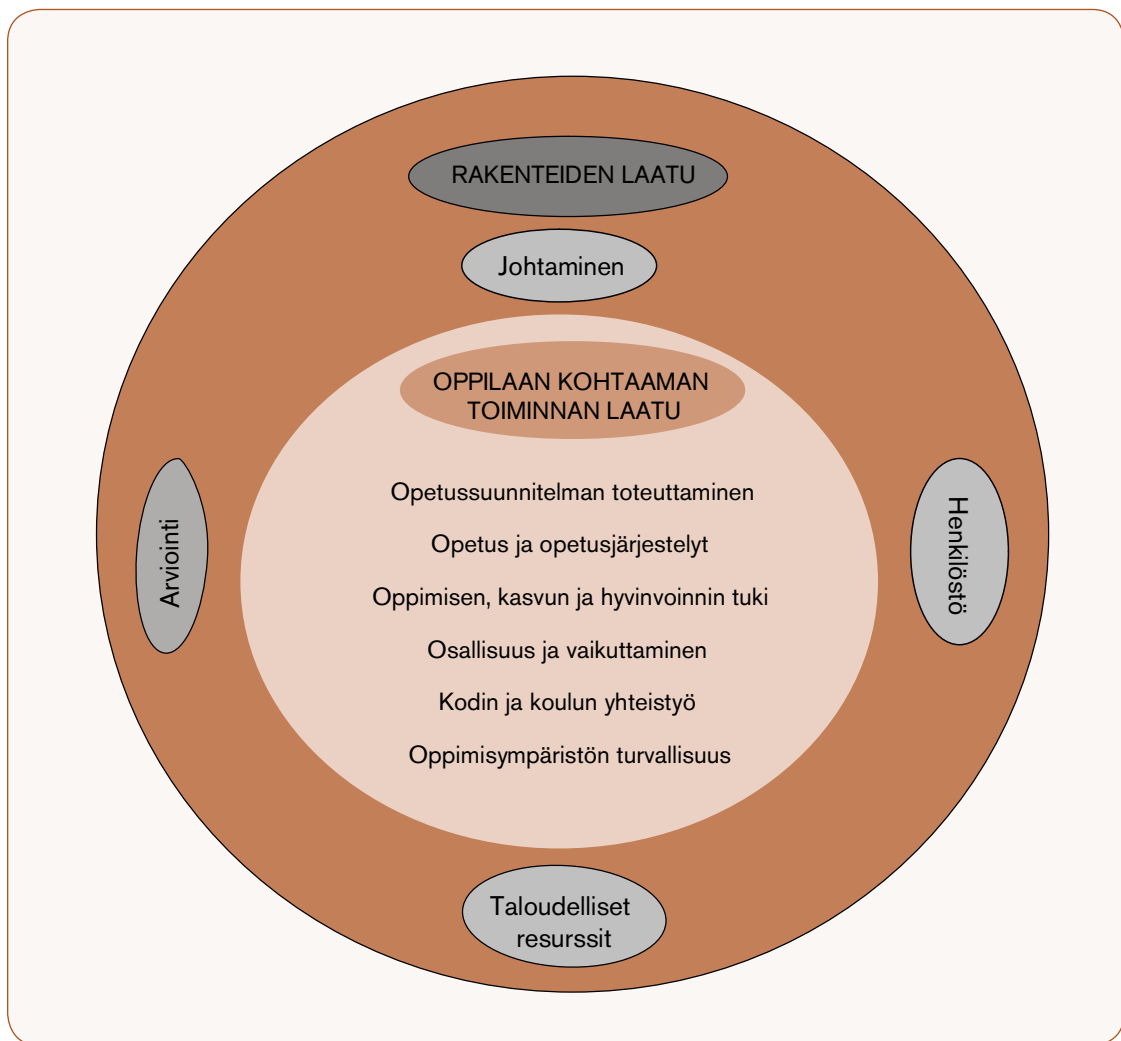 RAKENTEIDEN LAATU
Johtaminen
OPPILAAN KOHTAAMAN
TOIMINNAN LAATU
Opetussuunnitelman toteuttaminen
Opetus ja opetusjärjestelyt
Oppimisen, kasvun ja hyvinvoinnin tuki
Osallisuus ja vaikuttaminen
Kodin ja koulun yhteistyö
Oppimisympäristön turvallisuus
Arviointi
Henkilöstö
Taloudelliset
resurssit